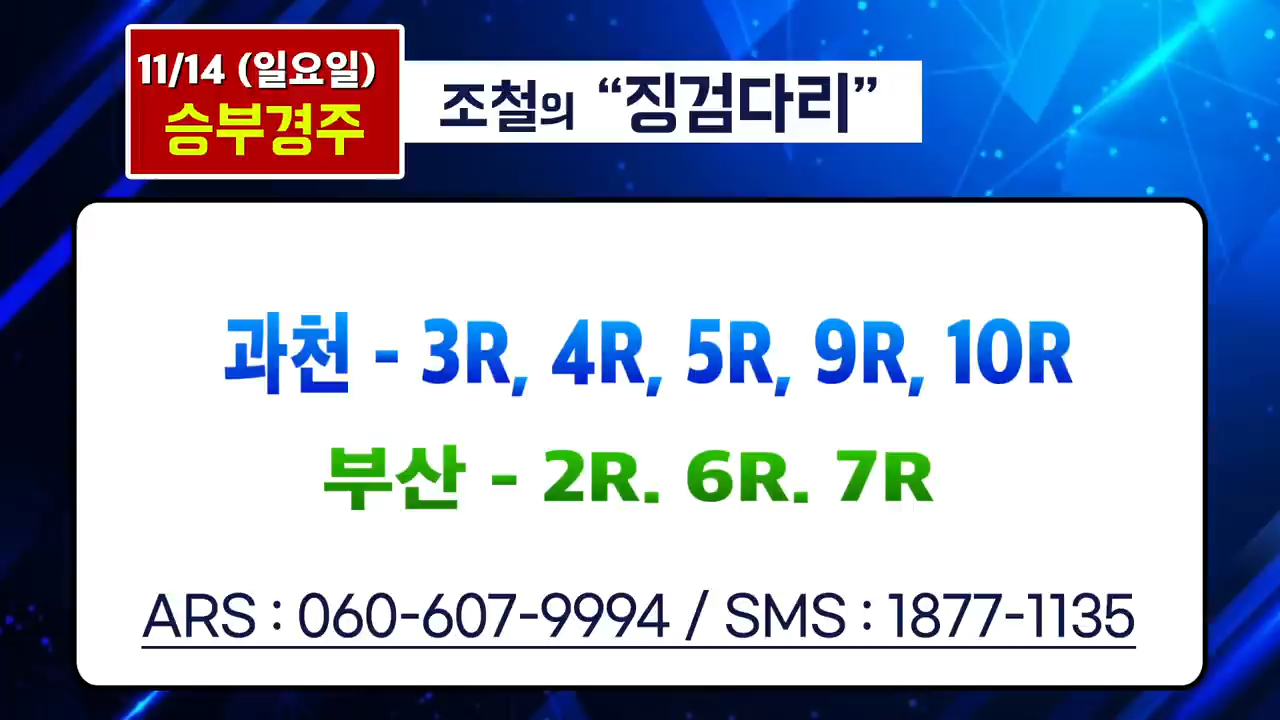 11/14 (일요일)
승부경주
조철의 “징검다리”
과천 - 3R, 4R, 5R, 9R, 10R
부산 - 2R. 6R. 7R
ARS : 060-607-9994 / SMS : 1877-1135